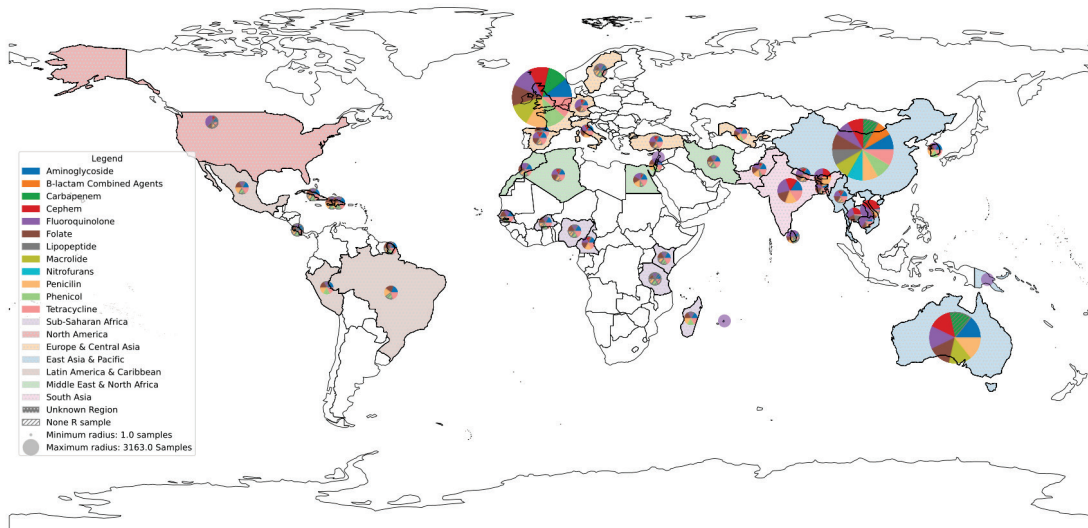 Legend
Aminoglycoside
B-lactam Combined Agents
Carbapenem
Cephem
Fluoroquinolone
Folate
Lipopeptide
Macrolide
Nitrofurans
Penicilin
Phenicol
Tetracycline
Sub-Saharan Africa
North America
Europe & Central Asia
East Asia & Pacific
Latin America & Caribbean
Middle East & North Africa
South Asia
Unknown Region
None R sample
Minimum radius: 1.0 samples
Maximum radius: 3163.0 Samples